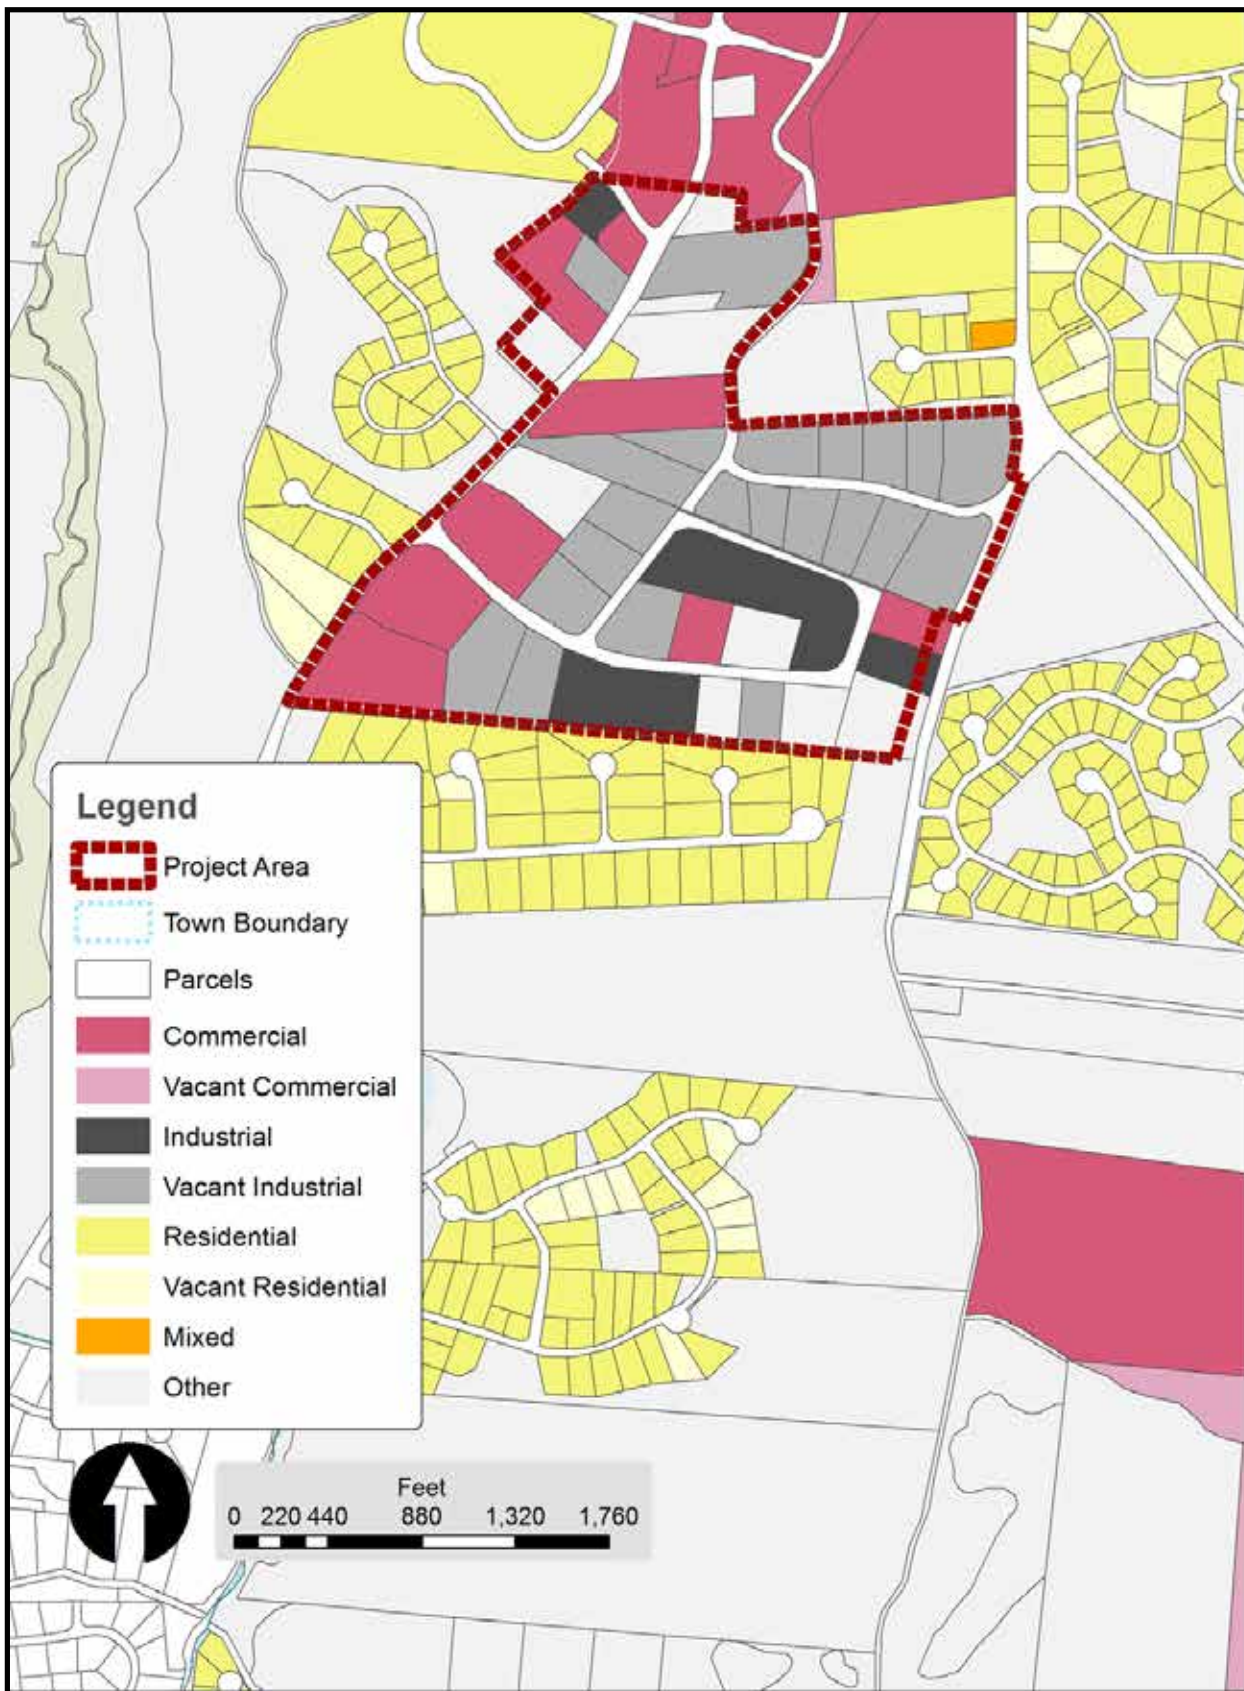 Legend
Project Area
Town Boundary
Parcels
Commercial
Vacant Commercial
Industrial
Vacant Industrial
Residential
Vacant Residential
Mixed
Other
Feet
0 220 440 880 1,320 1,760